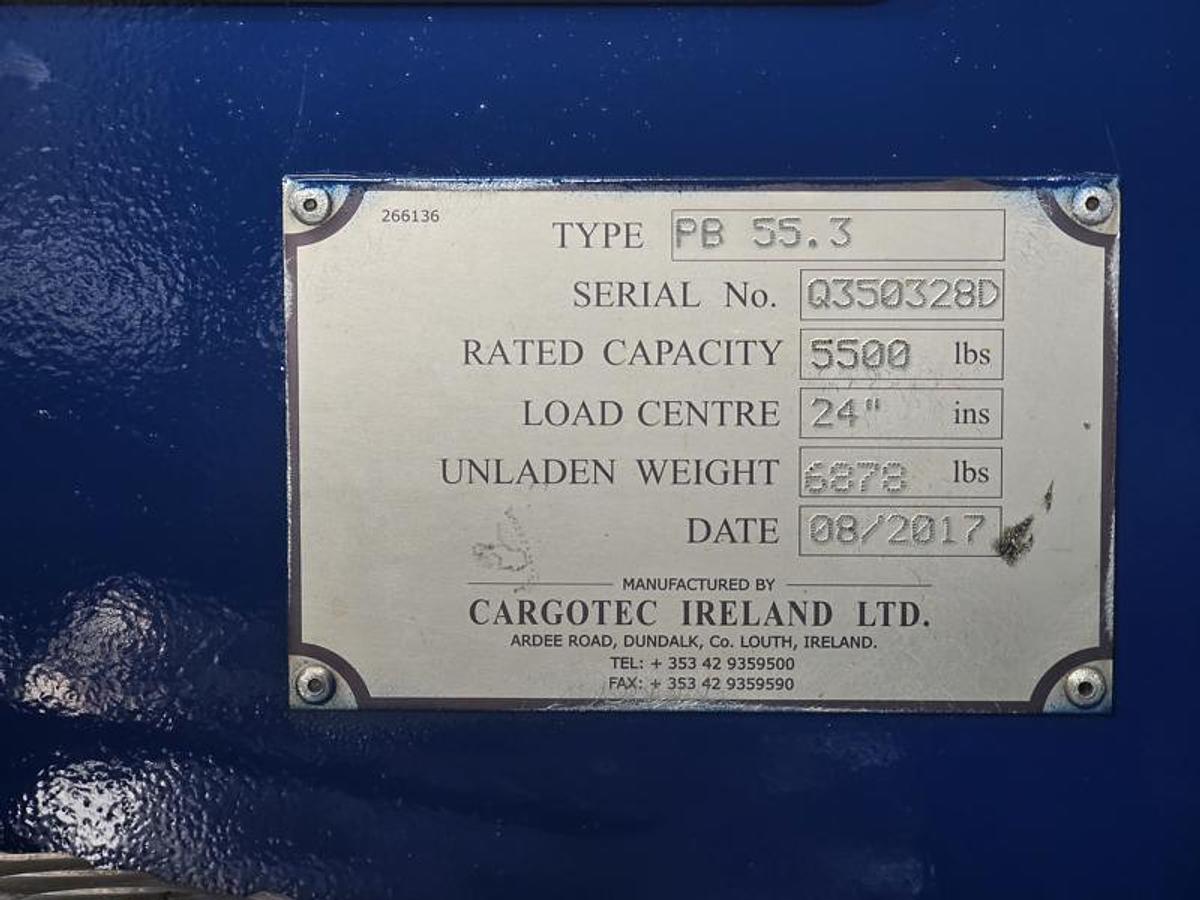 266136
TYPE PB 55.3
SERIAL No. Q350328D
RATED CAPACITY 5500 lbs
LOAD CENTRE 24" ins
UNLADEN WEIGHT 6878 lbs
DATE 08/2017
MANUFACTURED BY
CARGOTEC IRELAND LTD.
ARDEE ROAD, DUNDALK, Co. LOUTH, IRELAND.
TEL: + 353 42 9359500
FAX: + 353 42 9359590